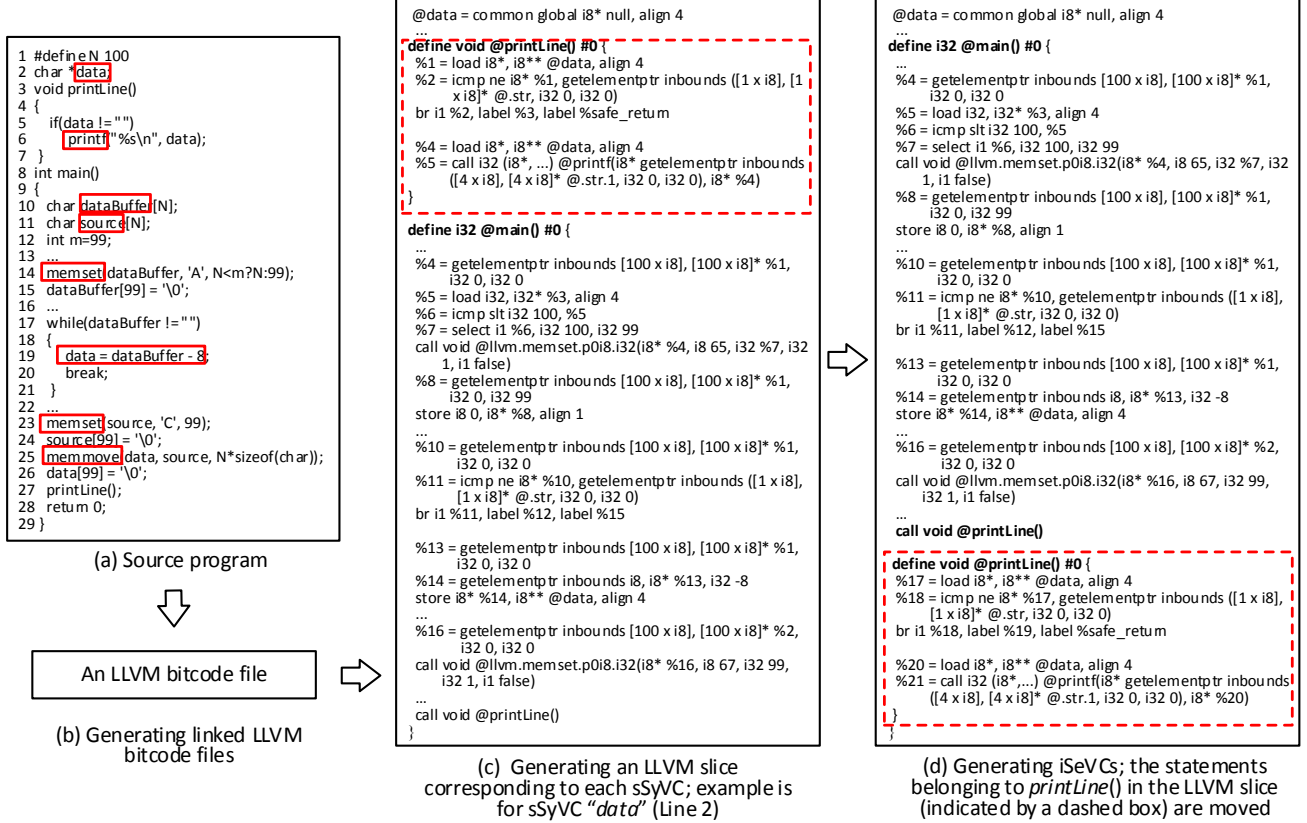 1 #define N 100
2 char *data;
3 void printLine()
4 {
5 if(data != "")
6 printf("%s\n", data);
7 }
8 int main()
9 {
10 char dataBuffer[N];
11 char source[N];
12 int m=99;
13 ...
14 memset(dataBuffer, 'A', N<m?N:99);
15 dataBuffer[99] = '\0';
16 ...
17 while(dataBuffer != "")
18 {
19 data = dataBuffer - 8;
20 break;
21 }
22 ...
23 memset(source, 'C', 99);
24 source[99] = '\0';
25 memmove(data, source, N*sizeof(char));
26 data[99] = '\0';
27 printLine();
28 return 0;
29 }
(a) Source program
An LLVM bitcode file
(b) Generating linked LLVM
bitcode files
@data = common global i8* null, align 4
...
define void @printLine() #0 {
%1 = load i8*, i8** @data, align 4
%2 = icmp ne i8* %1, getelementptr inbounds ([1 x i8], [1
x i8]* @.str, i32 0, i32 0)
br i1 %2, label %3, label %safe_return
%4 = load i8*, i8** @data, align 4
%5 = call i32 (i8*, ...) @printf(i8* getelementptr inbounds
([4 x i8], [4 x i8]* @.str.1, i32 0, i32 0), i8* %4)
}
define i32 @main() #0 {
...
%4 = getelementptr inbounds [100 x i8], [100 x i8]* %1,
i32 0, i32 0
%5 = load i32, i32* %3, align 4
%6 = icmp slt i32 100, %5
%7 = select i1 %6, i32 100, i32 99
call void @llvm.memset.p0i8.i32(i8* %4, i8 65, i32 %7, i32
1, i1 false)
%8 = getelementptr inbounds [100 x i8], [100 x i8]* %1,
i32 0, i32 99
store i8 0, i8* %8, align 1
...
%10 = getelementptr inbounds [100 x i8], [100 x i8]* %1,
i32 0, i32 0
%11 = icmp ne i8* %10, getelementptr inbounds ([1 x i8],
[1 x i8]* @.str, i32 0, i32 0)
br i1 %11, label %12, label %15
%13 = getelementptr inbounds [100 x i8], [100 x i8]* %1,
i32 0, i32 0
%14 = getelementptr inbounds i8, i8* %13, i32 -8
store i8* %14, i8** @data, align 4
...
%16 = getelementptr inbounds [100 x i8], [100 x i8]* %2,
i32 0, i32 0
call void @llvm.memset.p0i8.i32(i8* %16, i8 67, i32 99,
i32 1, i1 false)
...
call void @printLine()
}
(c) Generating an LLVM slice
corresponding to each sSyVC; example is
for sSyVC "data" (Line 2)
@data = common global i8* null, align 4
...
define i32 @main() #0 {
...
%4 = getelementptr inbounds [100 x i8], [100 x i8]* %1,
i32 0, i32 0
%5 = load i32, i32* %3, align 4
%6 = icmp slt i32 100, %5
%7 = select i1 %6, i32 100, i32 99
call void @llvm.memset.p0i8.i32(i8* %4, i8 65, i32 %7, i32
1, i1 false)
%8 = getelementptr inbounds [100 x i8], [100 x i8]* %1,
i32 0, i32 99
store i8 0, i8* %8, align 1
...
%10 = getelementptr inbounds [100 x i8], [100 x i8]* %1,
i32 0, i32 0
%11 = icmp ne i8* %10, getelementptr inbounds ([1 x i8],
[1 x i8]* @.str, i32 0, i32 0)
br i1 %11, label %12, label %15
%13 = getelementptr inbounds [100 x i8], [100 x i8]* %1,
i32 0, i32 0
%14 = getelementptr inbounds i8, i8* %13, i32 -8
store i8* %14, i8** @data, align 4
...
%16 = getelementptr inbounds [100 x i8], [100 x i8]* %2,
i32 0, i32 0
call void @llvm.memset.p0i8.i32(i8* %16, i8 67, i32 99,
i32 1, i1 false)
...
call void @printLine()
define void @printLine() #0 {
%17 = load i8*, i8** @data, align 4
%18 = icmp ne i8* %17, getelementptr inbounds ([1 x i8],
[1 x i8]* @.str, i32 0, i32 0)
br i1 %18, label %19, label %safe_return
%20 = load i8*, i8** @data, align 4
%21 = call i32 (i8*,...) @printf(i8* getelementptr inbounds
([4 x i8], [4 x i8]* @.str.1, i32 0, i32 0), i8* %20)
}
}
(d) Generating iSeVCs; the statements
belonging to printLine() in the LLVM slice
(indicated by a dashed box) are moved